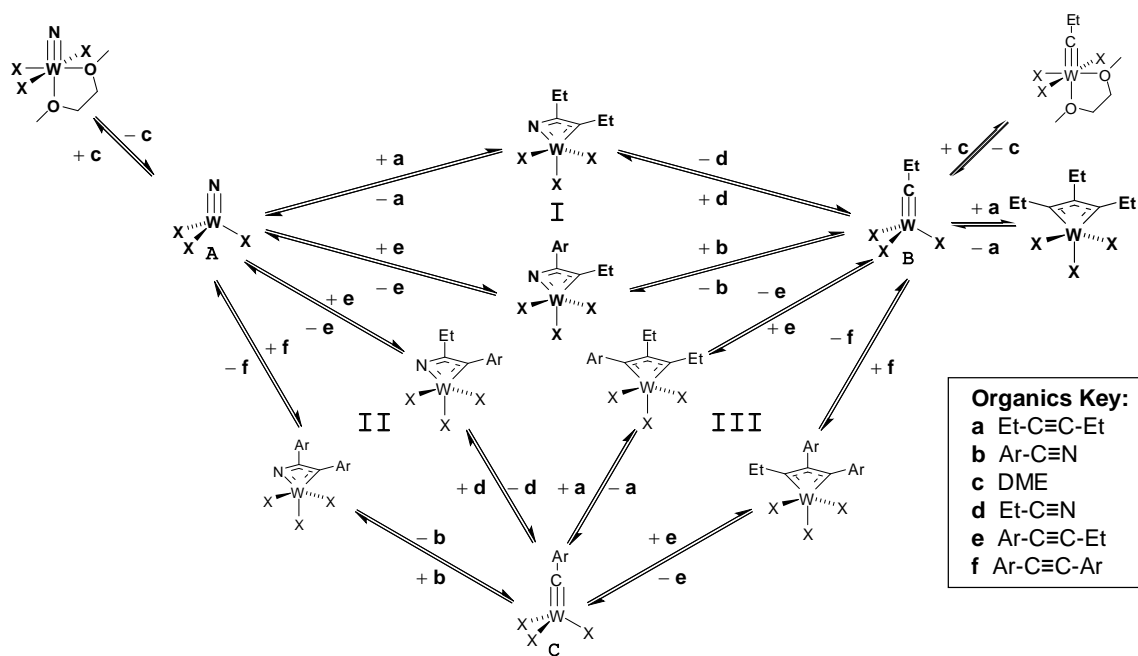 N
W
X
X
X
O
O
– c
+ c
N
W
X
X
X
A
+ a
– a
Et
N
Et
W
X
X
X
I
– d
+ d
+ e
– e
Ar
N
Et
W
X
X
X
+ b
– b
Et
C
W
X
X
X
B
Et
C
W
X
X
X
O
O
+ c
– c
+ a
– a
Et
Et
Et
W
X
X
X
+ e
– e
Et
N
Ar
W
X
X
X
– e
+ e
Et
Ar
Et
W
X
X
X
+ f
– f
– f
+ f
II
III
Ar
N
Ar
W
X
X
X
+ d
– d
+ a
– a
Ar
Et
Ar
W
X
X
X
– b
+ b
+ e
– e
Ar
C
W
X
X
X
C
Organics Key:
a Et-C≡C-Et
b Ar-C≡N
c DME
d Et-C≡N
e Ar-C≡C-Et
f Ar-C≡C-Ar